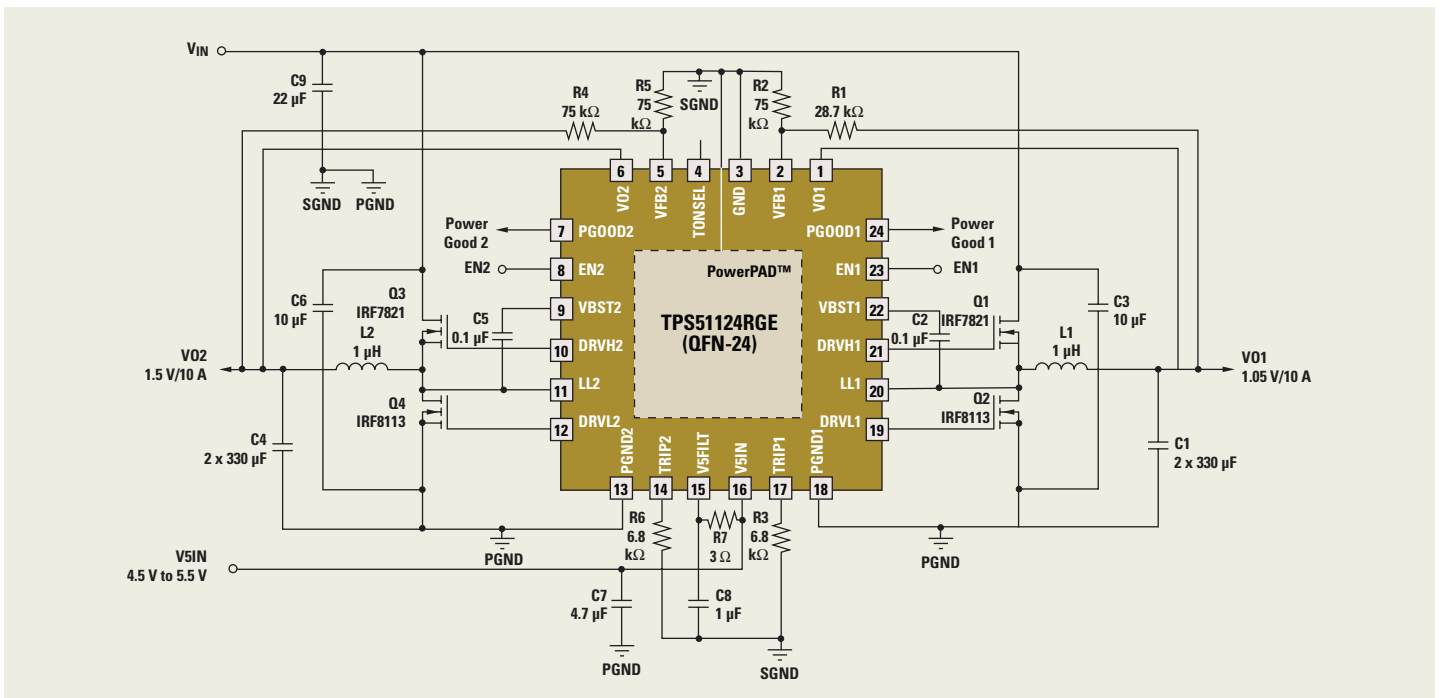 VIN
C9
22 µF
SGND
PGND
R4
75 kΩ
R5
75
kΩ
SGND
R2
75
kΩ
R1
28.7 kΩ
6
5
4
3
2
1
VO2
VFB2
TONSEL
GND
VFB1
VO1
Power
Good 2
7
PGOOD2
PGOOD1
24
Power
Good 1
EN2
8
EN2
EN1
23
EN1
PowerPAD™
TPS51124RGE
(QFN-24)
C6
10 µF
Q3
IRF7821
C5
0.1 µF
9
VBST2
VBST1
22
C2
0.1 µF
Q1
IRF7821
C3
10 µF
L2
1 µH
10
DRVH2
DRVH1
21
L1
1 µH
VO2
1.5 V/10 A
11
LL2
LL1
20
VO1
1.05 V/10 A
Q4
IRF8113
12
DRVL2
DRVL1
19
Q2
IRF8113
C4
2 x 330 µF
C1
2 x 330 µF
PGND2
TRIP2
V5FILT
V5IN
TRIP1
PGND1
13
14
15
16
17
18
R6
6.8
kΩ
R7
3 Ω
R3
6.8
kΩ
PGND
PGND
V5IN
4.5 V to 5.5 V
C7
4.7 µF
C8
1 µF
PGND
SGND